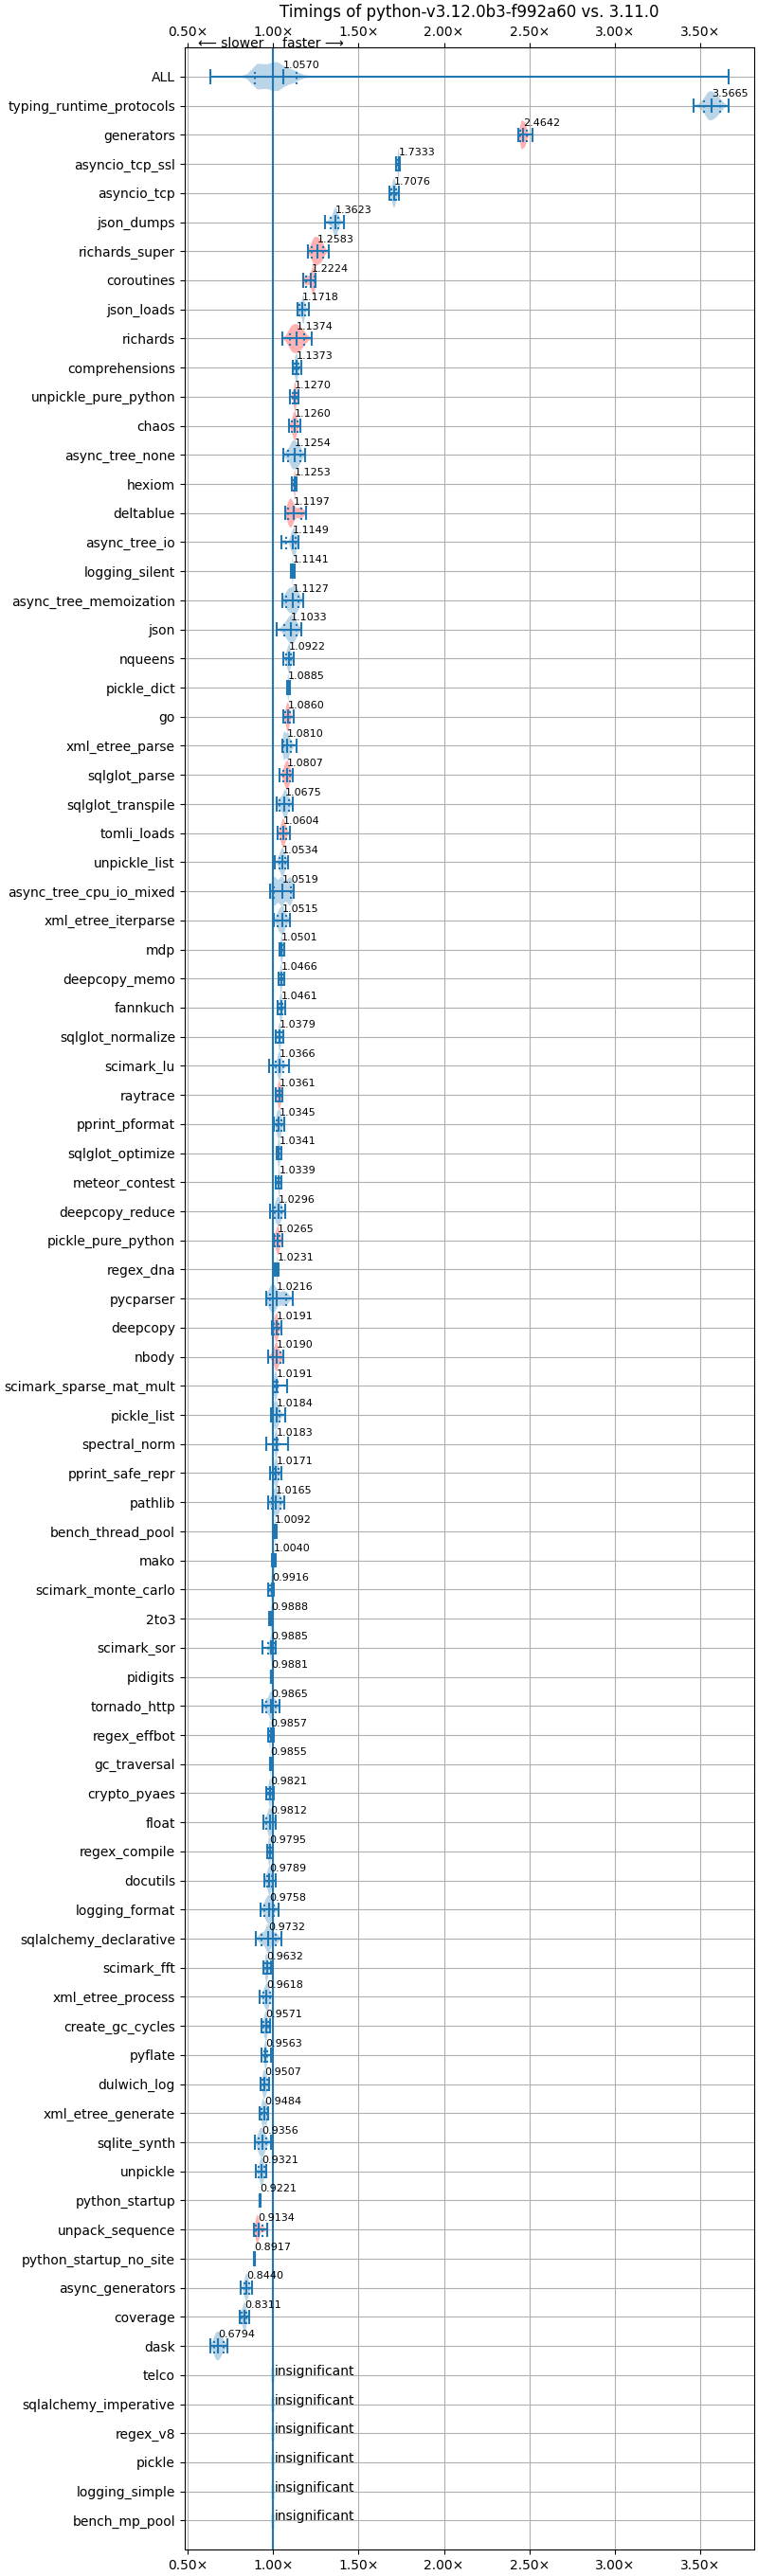 Timings of python-v3.12.0b3-f992a60 vs. 3.11.0
0.50× 1.00× 1.50× 2.00× 2.50× 3.00× 3.50×
⟵ slower faster ⟶
ALL 1.0570
typing_runtime_protocols 3.5665
generators 2.4642
asyncio_tcp_ssl 1.7333
asyncio_tcp 1.7076
json_dumps 1.3623
richards_super 1.2583
coroutines 1.2224
json_loads 1.1718
richards 1.1374
comprehensions 1.1373
unpickle_pure_python 1.1270
chaos 1.1260
async_tree_none 1.1254
hexiom 1.1253
deltablue 1.1197
async_tree_io 1.1149
logging_silent 1.1141
async_tree_memoization 1.1127
json 1.1033
nqueens 1.0922
pickle_dict 1.0885
go 1.0860
xml_etree_parse 1.0810
sqlglot_parse 1.0807
sqlglot_transpile 1.0675
tomli_loads 1.0604
unpickle_list 1.0534
async_tree_cpu_io_mixed 1.0519
xml_etree_iterparse 1.0515
mdp 1.0501
deepcopy_memo 1.0466
fannkuch 1.0461
sqlglot_normalize 1.0379
scimark_lu 1.0366
raytrace 1.0361
pprint_pformat 1.0345
sqlglot_optimize 1.0341
meteor_contest 1.0339
deepcopy_reduce 1.0296
pickle_pure_python 1.0265
regex_dna 1.0231
pycparser 1.0216
deepcopy 1.0191
nbody 1.0190
scimark_sparse_mat_mult 1.0191
pickle_list 1.0184
spectral_norm 1.0183
pprint_safe_repr 1.0171
pathlib 1.0165
bench_thread_pool 1.0092
mako 1.0040
scimark_monte_carlo 0.9916
2to3 0.9888
scimark_sor 0.9885
pidigits 0.9881
tornado_http 0.9865
regex_effbot 0.9857
gc_traversal 0.9855
crypto_pyaes 0.9821
float 0.9812
regex_compile 0.9795
docutils 0.9789
logging_format 0.9758
sqlalchemy_declarative 0.9732
scimark_fft 0.9632
xml_etree_process 0.9618
create_gc_cycles 0.9571
pyflate 0.9563
dulwich_log 0.9507
xml_etree_generate 0.9484
sqlite_synth 0.9356
unpickle 0.9321
python_startup 0.9221
unpack_sequence 0.9134
python_startup_no_site 0.8917
async_generators 0.8440
coverage 0.8311
dask 0.6794
telco insignificant
sqlalchemy_imperative insignificant
regex_v8 insignificant
pickle insignificant
logging_simple insignificant
bench_mp_pool insignificant
0.50× 1.00× 1.50× 2.00× 2.50× 3.00× 3.50×